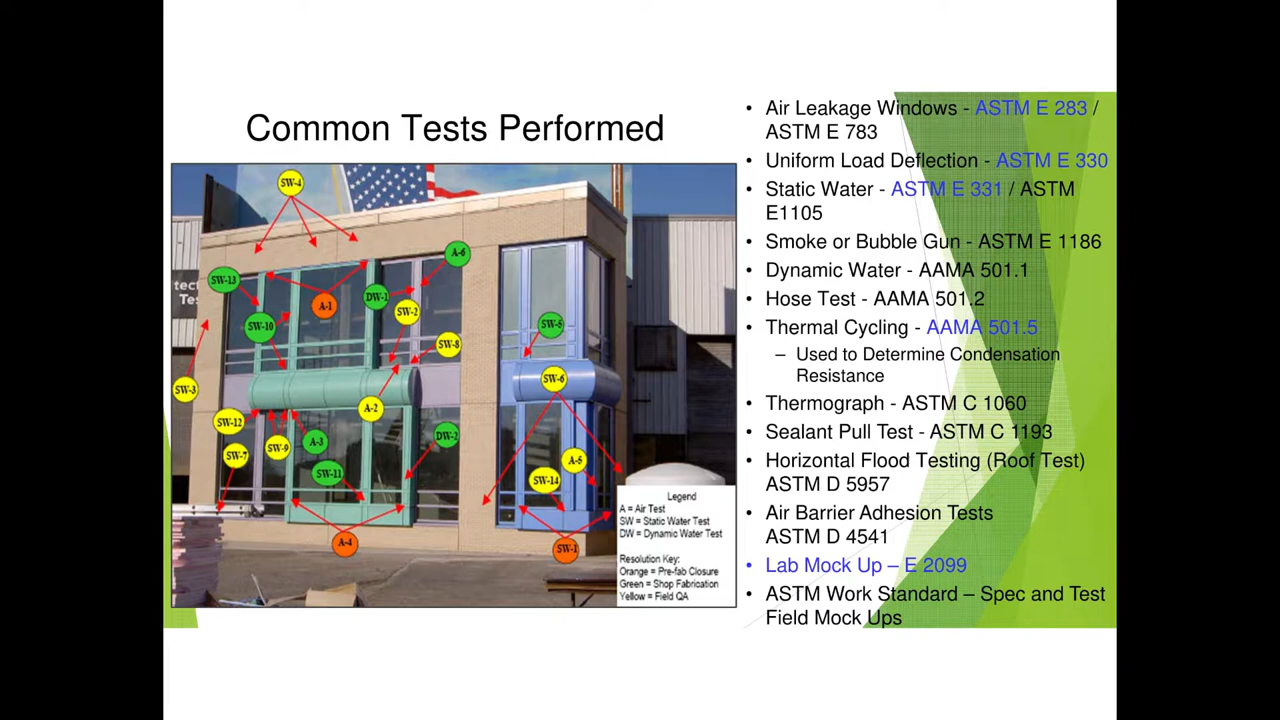 Common Tests Performed
SW-4
A-6
SW-13
DW-1
A-1
SW-2
SW-10
SW-5
SW-8
SW-6
SW-3
A-2
SW-12
SW-9
A-3
DW-2
SW-7
A-5
SW-11
SW-14
A-4
SW-1
tect
Tes
Legend
A = Air Test
SW = Static Water Test
DW = Dynamic Water Test
Resolution Key:
Orange = Pre-fab Closure
Green = Shop Fabrication
Yellow = Field QA
• Air Leakage Windows - ASTM E 283 /
ASTM E 783
• Uniform Load Deflection - ASTM E 330
• Static Water - ASTM E 331 / ASTM
E1105
• Smoke or Bubble Gun - ASTM E 1186
• Dynamic Water - AAMA 501.1
• Hose Test - AAMA 501.2
• Thermal Cycling - AAMA 501.5
– Used to Determine Condensation
Resistance
• Thermograph - ASTM C 1060
• Sealant Pull Test - ASTM C 1193
• Horizontal Flood Testing (Roof Test)
ASTM D 5957
• Air Barrier Adhesion Tests
ASTM D 4541
• Lab Mock Up – E 2099
• ASTM Work Standard – Spec and Test
Field Mock Ups